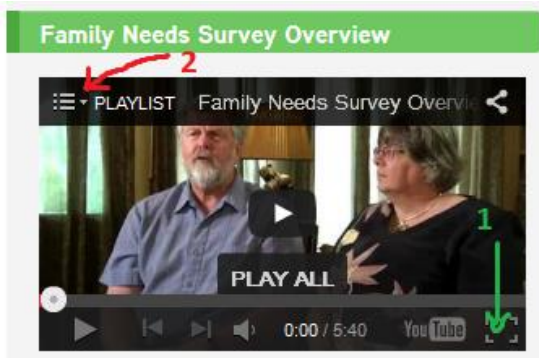 Family Needs Survey Overview
2
PLAYLIST Family Needs Survey Overvie
1
PLAY ALL
0:00 / 5:40 YouTube